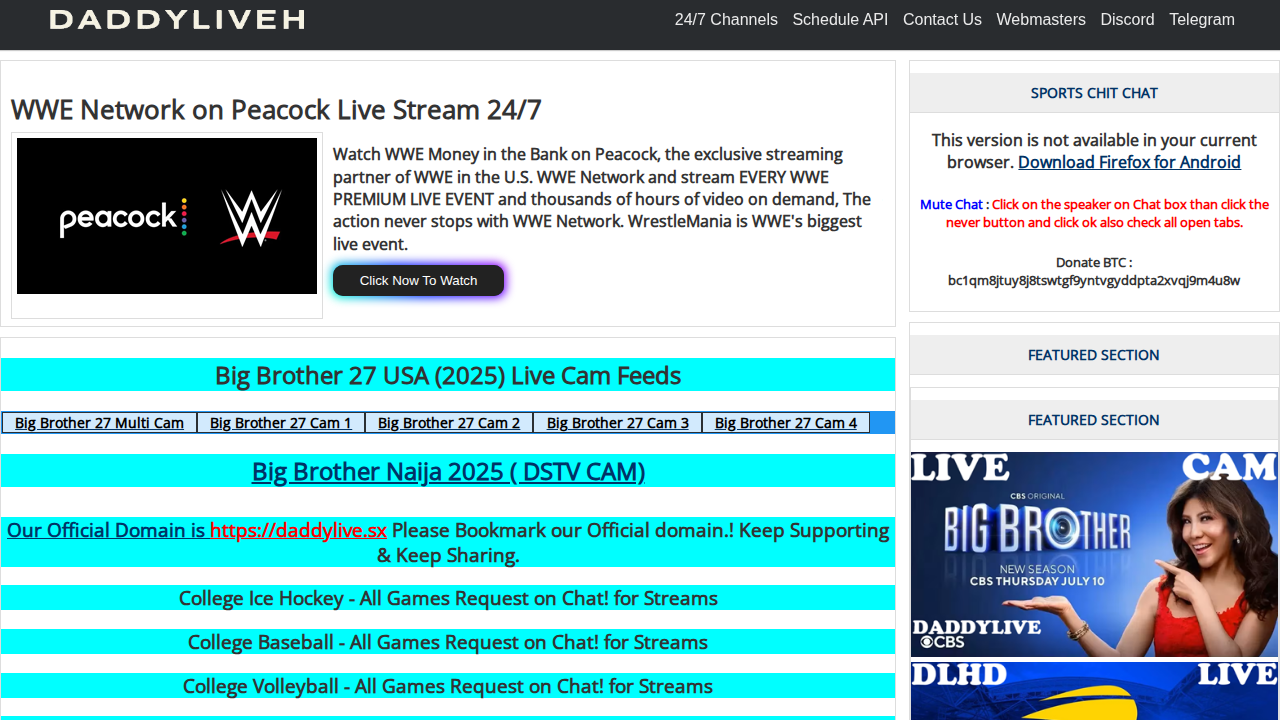 DADDYLIVEH
24/7 Channels Schedule API Contact Us Webmasters Discord Telegram
WWE Network on Peacock Live Stream 24/7
peacock W
Watch WWE Money in the Bank on Peacock, the exclusive streaming
partner of WWE in the U.S. WWE Network and stream EVERY WWE
PREMIUM LIVE EVENT and thousands of hours of video on demand, The
action never stops with WWE Network. WrestleMania is WWE's biggest
live event.
Click Now To Watch
Big Brother 27 USA (2025) Live Cam Feeds
Big Brother 27 Multi Cam Big Brother 27 Cam 1 Big Brother 27 Cam 2 Big Brother 27 Cam 3 Big Brother 27 Cam 4
Big Brother Naija 2025 ( DSTV CAM)
Our Official Domain is https://daddylive.sx Please Bookmark our Official domain.! Keep Supporting
& Keep Sharing.
College Ice Hockey - All Games Request on Chat! for Streams
College Baseball - All Games Request on Chat! for Streams
College Volleyball - All Games Request on Chat! for Streams
SPORTS CHIT CHAT
This version is not available in your current
browser. Download Firefox for Android
Mute Chat : Click on the speaker on Chat box than click the
never button and click ok also check all open tabs.
Donate BTC :
bc1qm8jtuy8j8tswtgf9yntvgyddpta2xvqj9m4u8w
FEATURED SECTION
FEATURED SECTION
LIVE CAM
CBS ORIGINAL
BIG BROTHER
NEW SEASON
CBS THURSDAY JULY 10
DADDYLIVE
CBS
DLHD LIVE